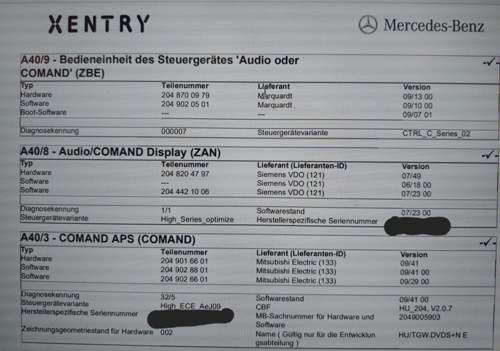 XENTRY Mercedes-Benz
A40/9 - Bedieneinheit des Steuergerätes 'Audio oder
COMAND' (ZBE) -✓-
Typ Teilenummer Lieferant Version
Hardware 204 870 09 79 Marquardt 09/13 00
Software 204 902 05 01 Marquardt 09/10 00
Boot-Software --- --- 09/07 01
Diagnosekennung 000007 Steuergerätevariante CTRL_C_Series_02
A40/8 - Audio/COMAND Display (ZAN) -✓-
Typ Teilenummer Lieferant (Lieferanten-ID) Version
Hardware 204 820 47 97 Siemens VDO (121) 07/49
Software --- Siemens VDO (121) 06/18 00
Software 204 442 10 06 Siemens VDO (121) 07/23 00
Diagnosekennung 1/1 Softwarestand 07/23 00
Steuergerätevariante High_Series_optimize Herstellerspezifische Seriennummer
A40/3 - COMAND APS (COMAND) -✓-
Typ Teilenummer Lieferant (Lieferanten-ID) Version
Hardware 204 901 66 01 Mitsubishi Electric (133) 09/41
Software 204 902 88 01 Mitsubishi Electric (133) 09/41 00
Software 204 902 66 01 Mitsubishi Electric (133) 09/29 00
Diagnosekennung 32/5 Softwarestand 09/41 00
Steuergerätevariante High_ECE_AeJ09 CBF HU_204, V2.0.7
Herstellerspezifische Seriennummer MB-Sachnummer für Hardware und 2049005903
Software
Zeichnungsgeometriestand für Hardware 002 Name ( Gültig nur für die Entwicklun HU/TGW.DVDS+N E
gsabteilung )